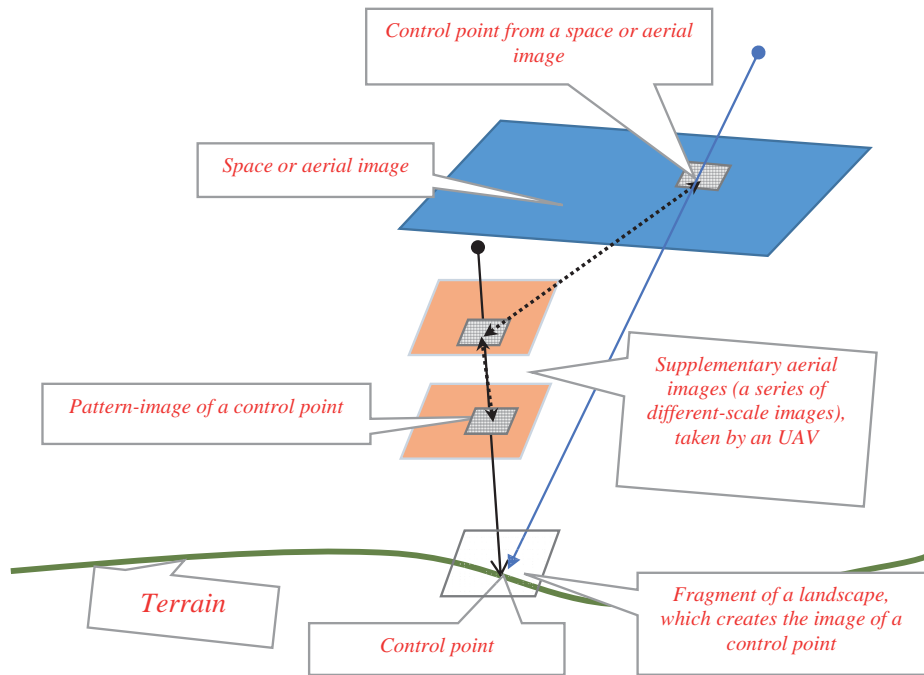 Control point from a space or aerial
image
Space or aerial image
Supplementary aerial
images (a series of
different-scale images),
taken by an UAV
Pattern-image of a control point
Terrain
Control point
Fragment of a landscape,
which creates the image of a
control point